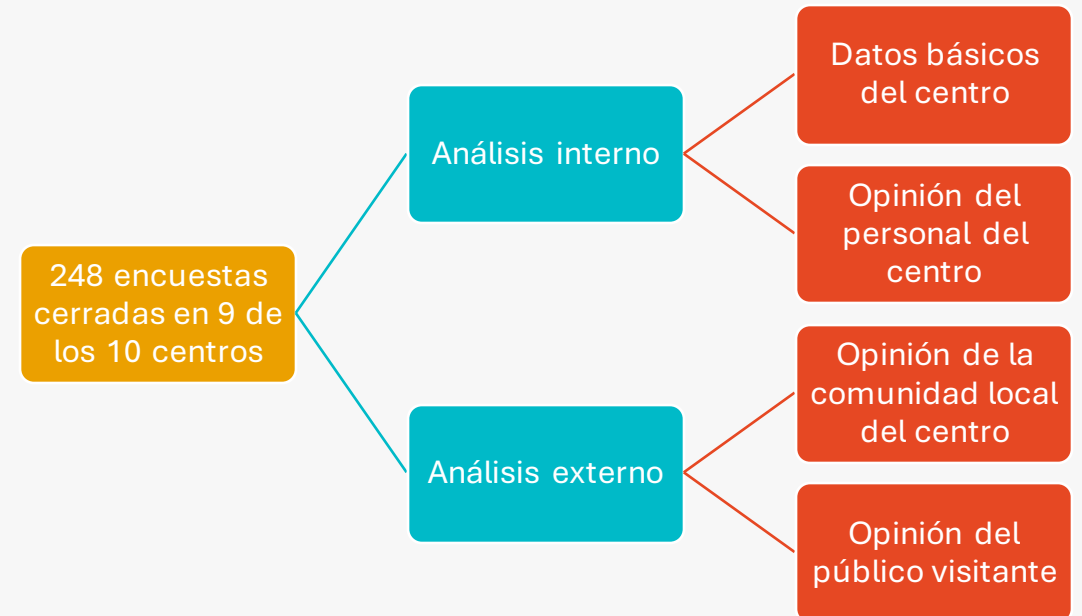 248 encuestas
cerradas en 9 de
los 10 centros
Análisis interno
Datos básicos
del centro
Opinión del
personal del
centro
Análisis externo
Opinión de la
comunidad local
del centro
Opinión del
público visitante